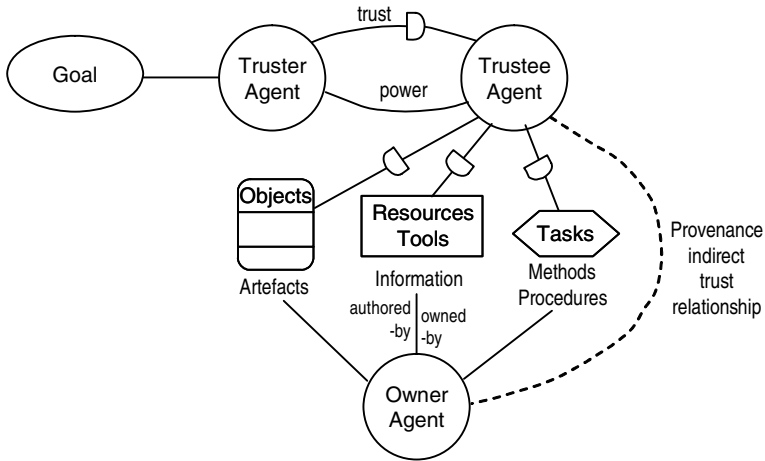 trust
Goal
Truster
Agent
Trustee
Agent
power
Objects
Resources
Tools
Tasks
Artefacts
Information
Methods
Procedures
Provenance
indirect
trust
relationship
authored
-by
owned
-by
Owner
Agent